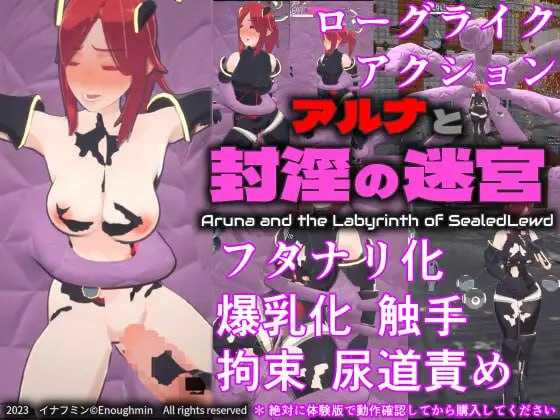 ローグライク
アクション
アルナと
封淫の迷宮
Aruna and the Labyrinth of SealedLewd
フタナリ化
爆乳化 触手
拘束 尿道責め
2023 イナフミン©Enoughmin All rights reserved
＊絶対に体験版で動作確認してから購入してください